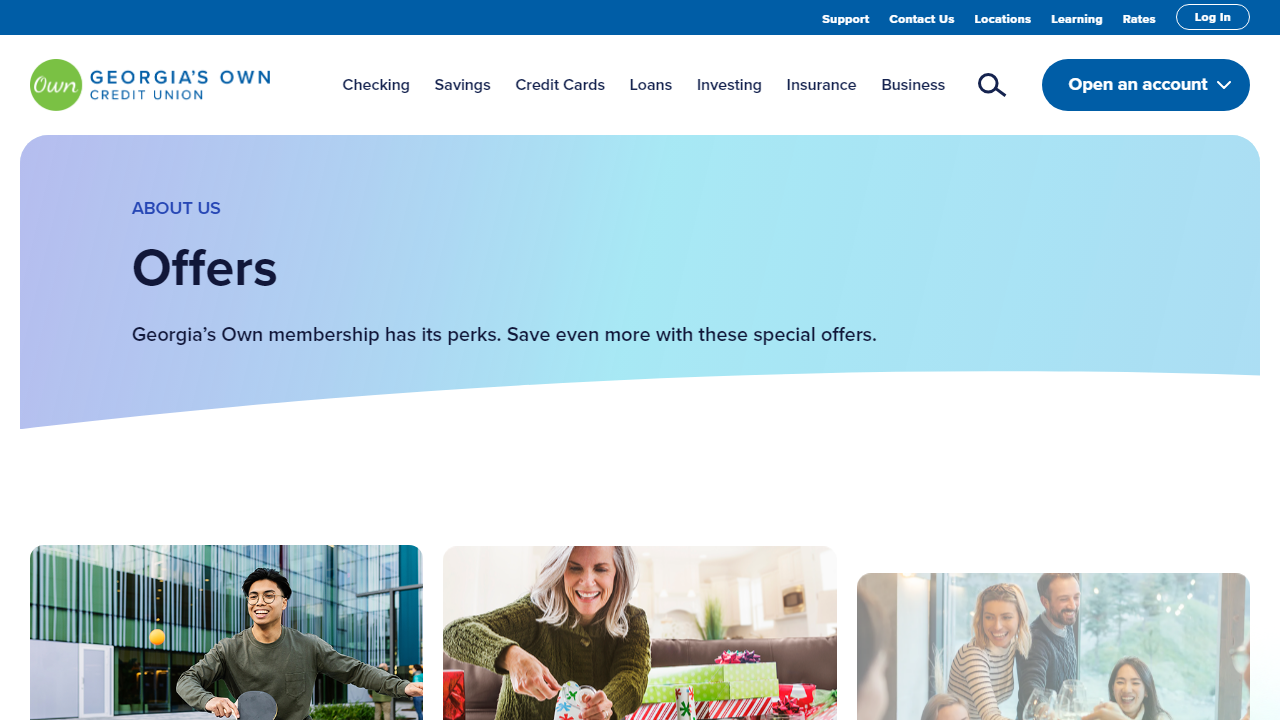 Support Contact Us Locations Learning Rates Log In
Own GEORGIA'S OWN
CREDIT UNION
Checking Savings Credit Cards Loans Investing Insurance Business Open an account
ABOUT US
Offers
Georgia’s Own membership has its perks. Save even more with these special offers.